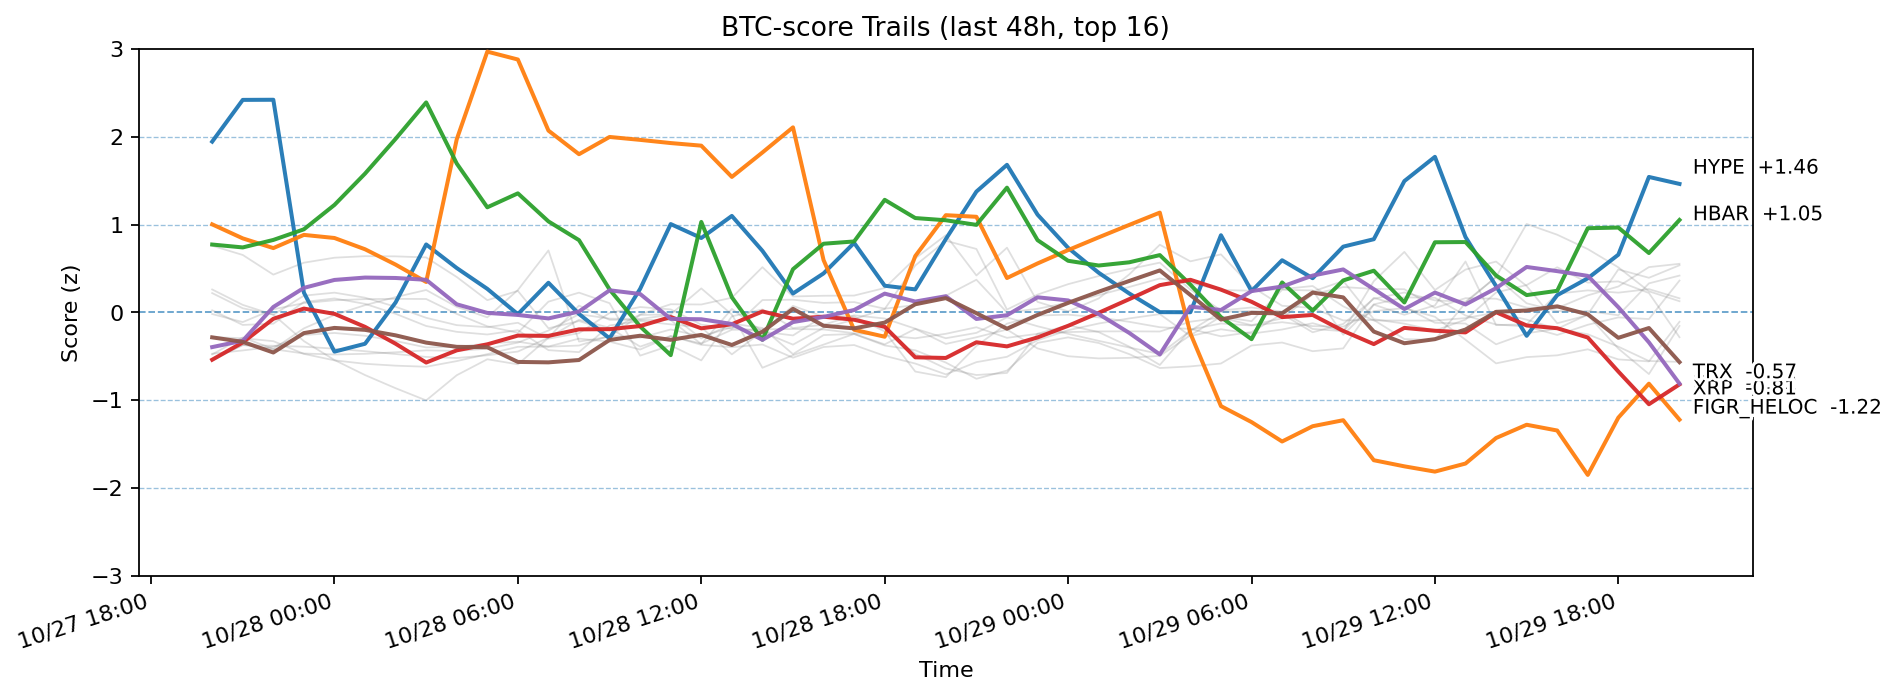 BTC-score Trails (last 48h, top 16)
Score (z)
3
2
1
0
−1
−2
−3
HYPE +1.46
HBAR +1.05
TRX -0.57
XRP -0.81
FIGR_HELOC -1.22
10/27 18:00
10/28 00:00
10/28 06:00
10/28 12:00
10/28 18:00
10/29 00:00
10/29 06:00
10/29 12:00
10/29 18:00
Time